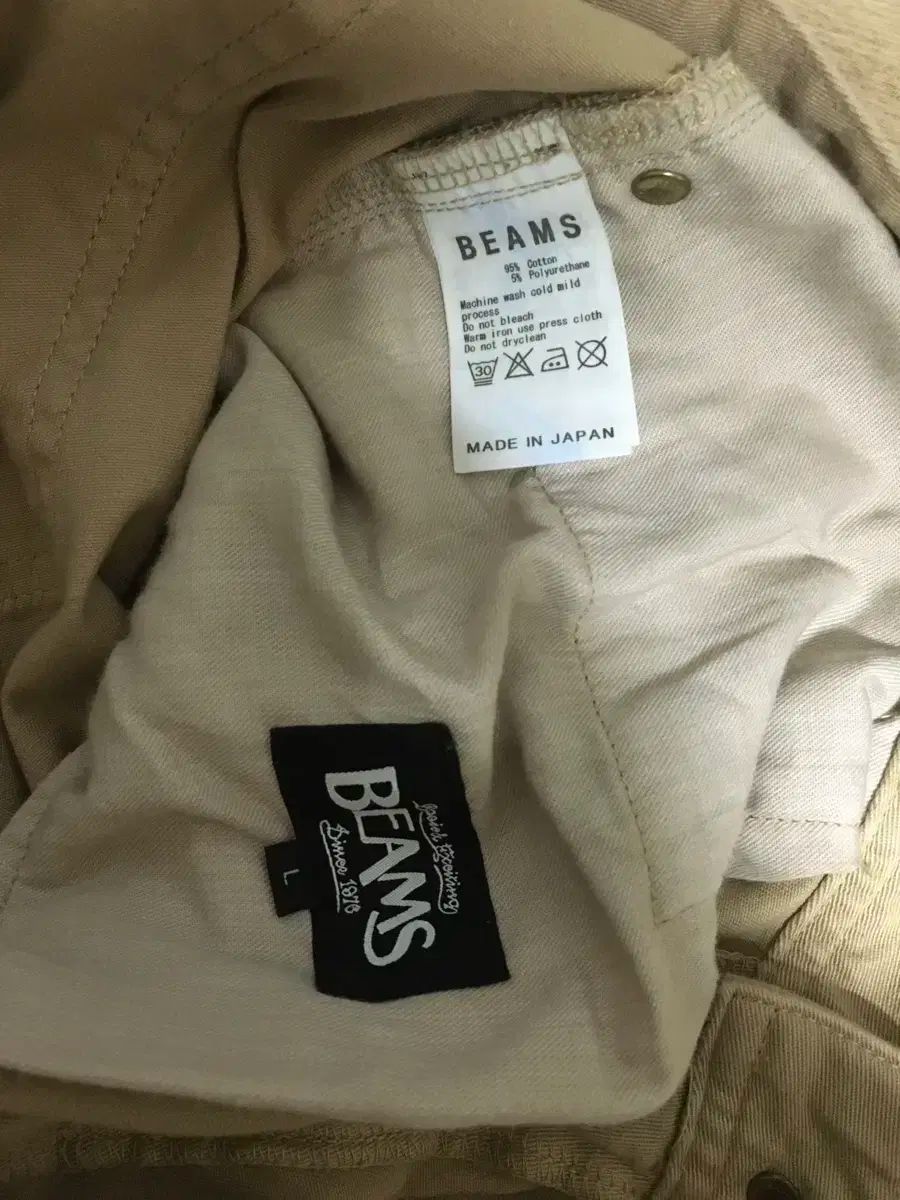 BEAMS
95% Cotton
5% Polyurethane
Machine wash cold mild
process
Do not bleach
Warm iron use press cloth
Do not dryclean
30
MADE IN JAPAN
BEAMS
Since 1976
L